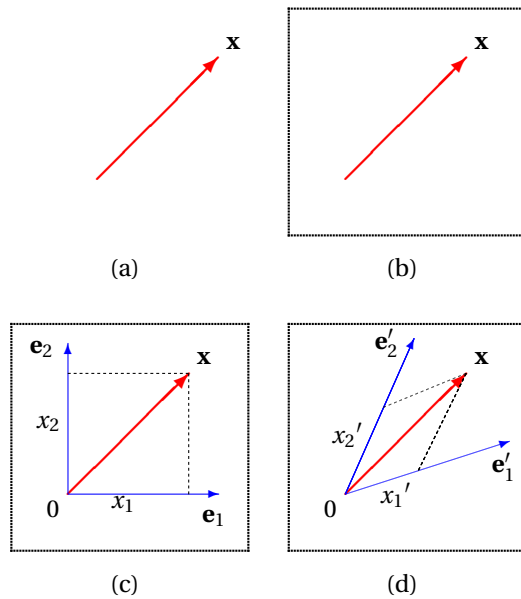 x
x
(a)
(b)
e₂
x
x₂
0
x₁
e₁
e′₂
x
x₂′
0
x₁′
e′₁
(c)
(d)